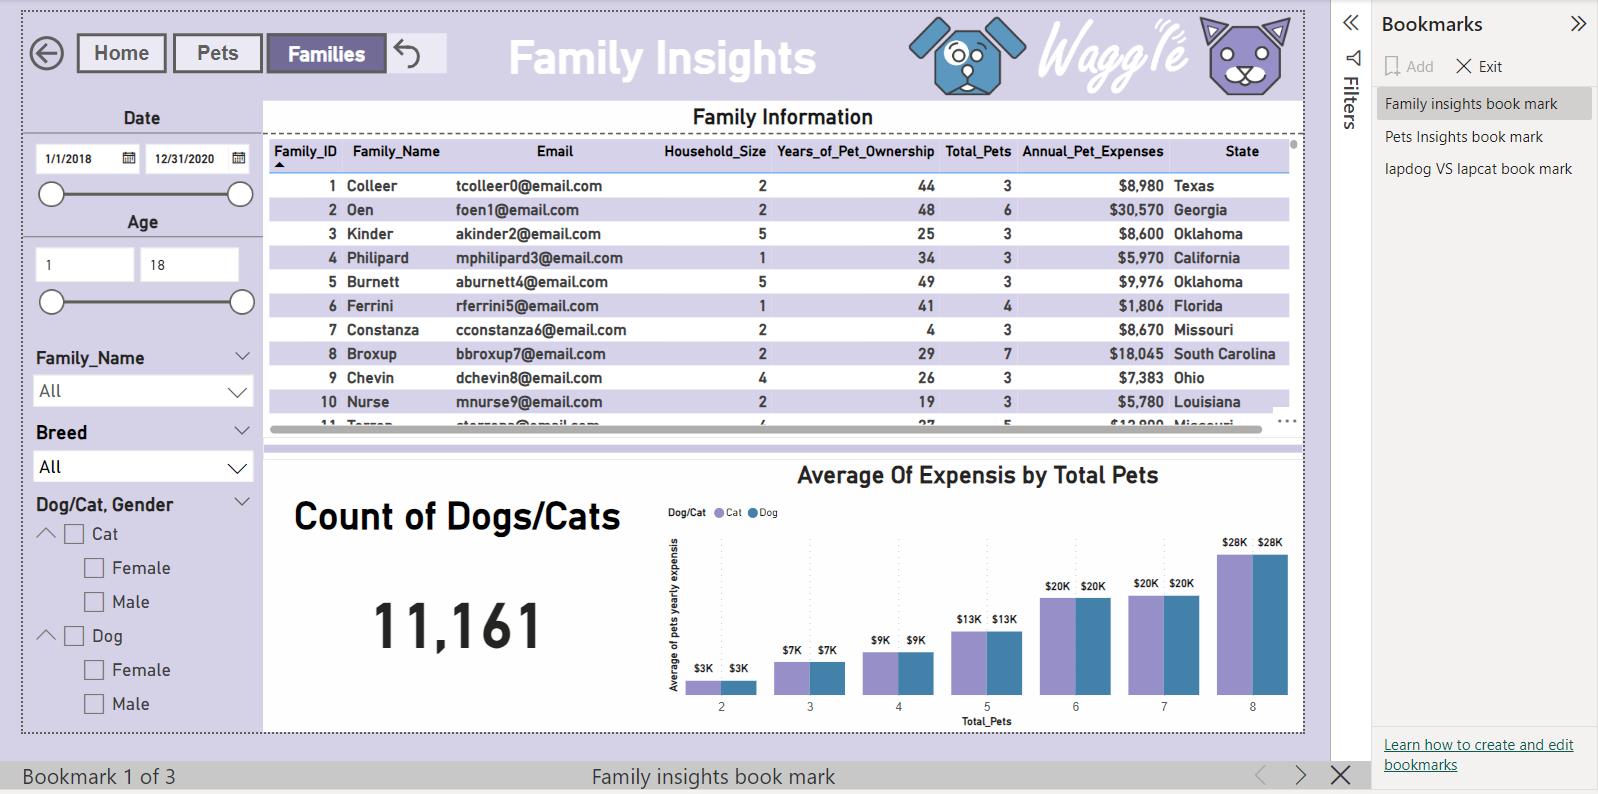 Home Pets Families
Family Insights
Waggle
Date
1/1/2018 12/31/2020
Age
1 18
Family_Name
All
Breed
All
Dog/Cat, Gender
Cat
Female
Male
Dog
Female
Male
Family Information
Family_ID Family_Name Email Household_Size Years_of_Pet_Ownership Total_Pets Annual_Pet_Expenses State
1 Colleer tcolleer0@email.com 2 44 3 $8,980 Texas
2 Oen foen1@email.com 2 48 6 $30,570 Georgia
3 Kinder akinder2@email.com 5 25 3 $8,600 Oklahoma
4 Philipard mphilipard3@email.com 1 34 3 $5,970 California
5 Burnett aburnett4@email.com 5 49 3 $9,976 Oklahoma
6 Ferrini rferrini5@email.com 1 41 4 $1,806 Florida
7 Constanza cconstanza6@email.com 2 4 3 $8,670 Missouri
8 Broxup bbroxup7@email.com 2 29 7 $18,045 South Carolina
9 Chevin dchevin8@email.com 4 26 3 $7,383 Ohio
10 Nurse mnurse9@email.com 2 19 3 $5,780 Louisiana
Count of Dogs/Cats
11,161
Average Of Expensis by Total Pets
Dog/Cat Cat Dog
Average of pets yearly expensis
$3K $3K $7K $7K $9K $9K $13K $13K $20K $20K $20K $20K $28K $28K
2 3 4 5 6 7 8
Total_Pets
Filters
Bookmarks
Add Exit
Family insights book mark
Pets Insights book mark
lapdog VS lapcat book mark
Learn how to create and edit
bookmarks
Bookmark 1 of 3 Family insights book mark